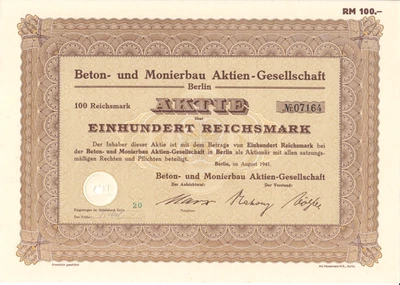 RM 100.–
Beton- und Monierbau Aktien-Gesellschaft
Berlin
100 Reichsmark
AKTIE
№ 07164
über
EINHUNDERT REICHSMARK
Der Inhaber dieser Aktie ist mit dem Betrage von Einhundert Reichsmark bei
der Beton- und Monierbau Aktien-Gesellschaft in Berlin als Aktionär mit allen satzungs-
mäßigen Rechten und Pflichten beteiligt.
Berlin, im August 1941.
Beton- und Monierbau Aktien-Gesellschaft
Der Aufsichtsrat:
Der Vorstand:
20